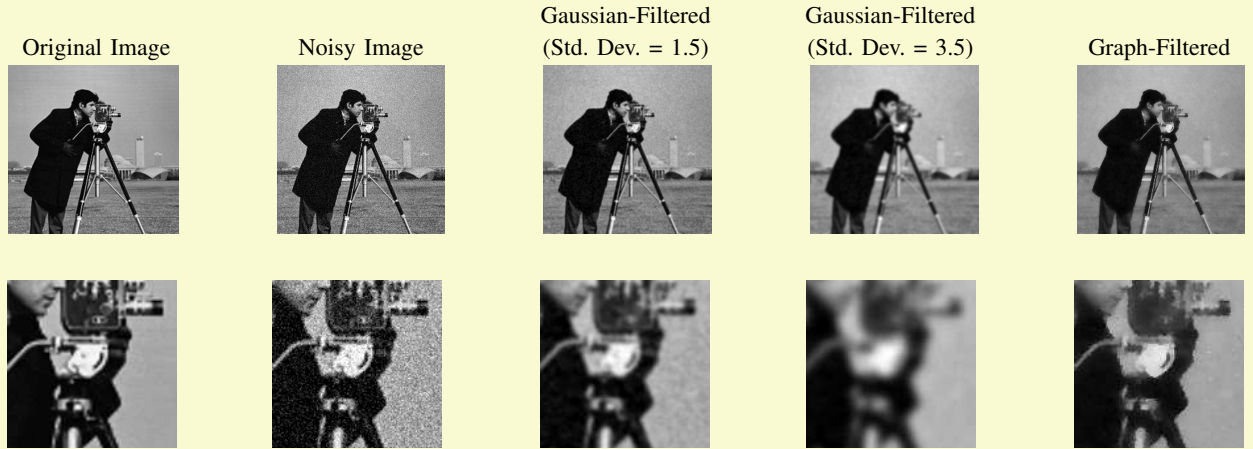 Original Image
Noisy Image
Gaussian-Filtered
(Std. Dev. = 1.5)
Gaussian-Filtered
(Std. Dev. = 3.5)
Graph-Filtered